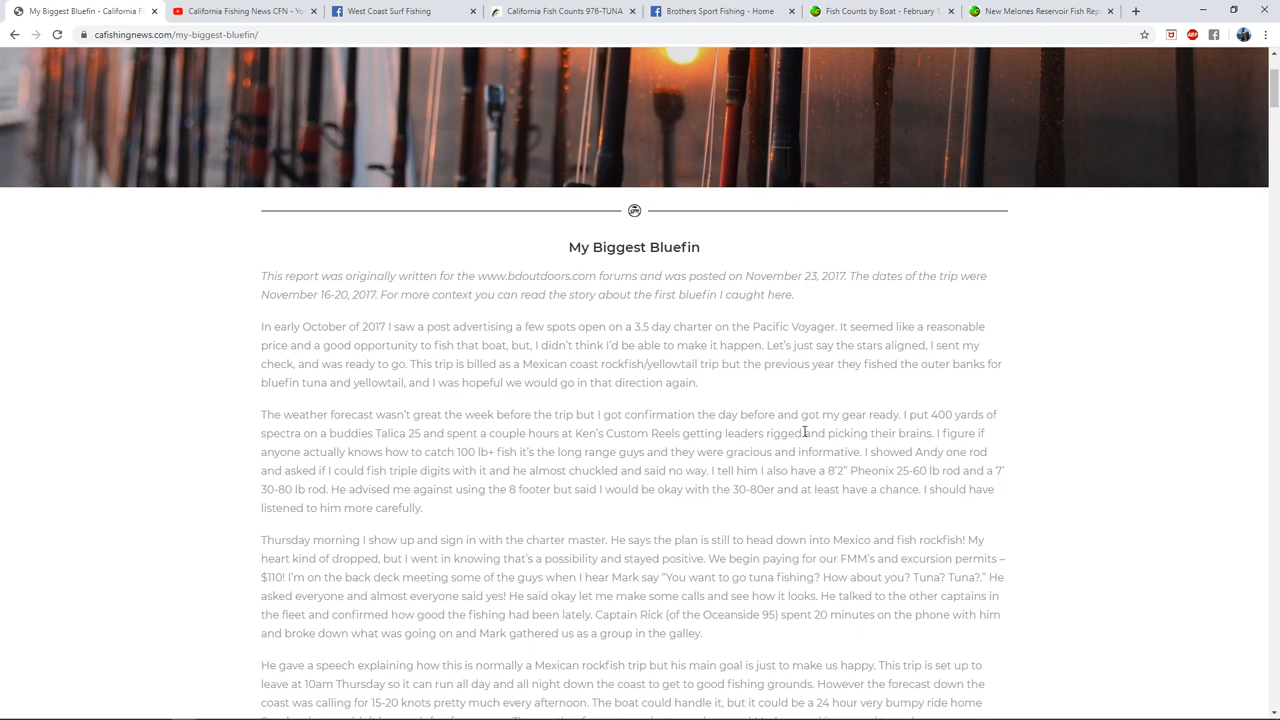 My Biggest Bluefin - California Fi
California Fishing News CFN - Yo
West Coast Surf Fishing
California Fish Counts 976-TUNA
Brothers Sport Fishing - Home
Fish Counts by Boat - February 1,
New Melones Reservoir Fish Rep
cafishingnews.com/my-biggest-bluefin/
ABP
My Biggest Bluefin
This report was originally written for the www.bdoutdoors.com forums and was posted on November 23, 2017. The dates of the trip were
November 16-20, 2017. For more context you can read the story about the first bluefin I caught here.
In early October of 2017 I saw a post advertising a few spots open on a 3.5 day charter on the Pacific Voyager. It seemed like a reasonable
price and a good opportunity to fish that boat, but, I didn't think I'd be able to make it happen. Let's just say the stars aligned, I sent my
check, and was ready to go. This trip is billed as a Mexican coast rockfish/yellowtail trip but the previous year they fished the outer banks for
bluefin tuna and yellowtail, and I was hopeful we would go in that direction again.
The weather forecast wasn't great the week before the trip but I got confirmation the day before and got my gear ready. I put 400 yards of
spectra on a buddies Talica 25 and spent a couple hours at Ken's Custom Reels getting leaders rigged and picking their brains. I figure if
anyone actually knows how to catch 100 lb+ fish it's the long range guys and they were gracious and informative. I showed Andy one rod
and asked if I could fish triple digits with it and he almost chuckled and said no way. I tell him I also have a 8'2" Pheonix 25-60 lb rod and a 7'
30-80 lb rod. He advised me against using the 8 footer but said I would be okay with the 30-80er and at least have a chance. I should have
listened to him more carefully.
Thursday morning I show up and sign in with the charter master. He says the plan is still to head down into Mexico and fish rockfish! My
heart kind of dropped, but I went in knowing that's a possibility and stayed positive. We begin paying for our FMM's and excursion permits –
$110! I'm on the back deck meeting some of the guys when I hear Mark say "You want to go tuna fishing? How about you? Tuna? Tuna?." He
asked everyone and almost everyone said yes! He said okay let me make some calls and see how it looks. He talked to the other captains in
the fleet and confirmed how good the fishing had been lately. Captain Rick (of the Oceanside 95) spent 20 minutes on the phone with him
and broke down what was going on and Mark gathered us as a group in the galley.
He gave a speech explaining how this is normally a Mexican rockfish trip but his main goal is just to make us happy. This trip is set up to
leave at 10am Thursday so it can run all day and all night down the coast to get to good fishing grounds. However the forecast down the
coast was calling for 15-20 knots pretty much every afternoon. The boat could handle it, but it could be a 24 hour very bumpy ride home